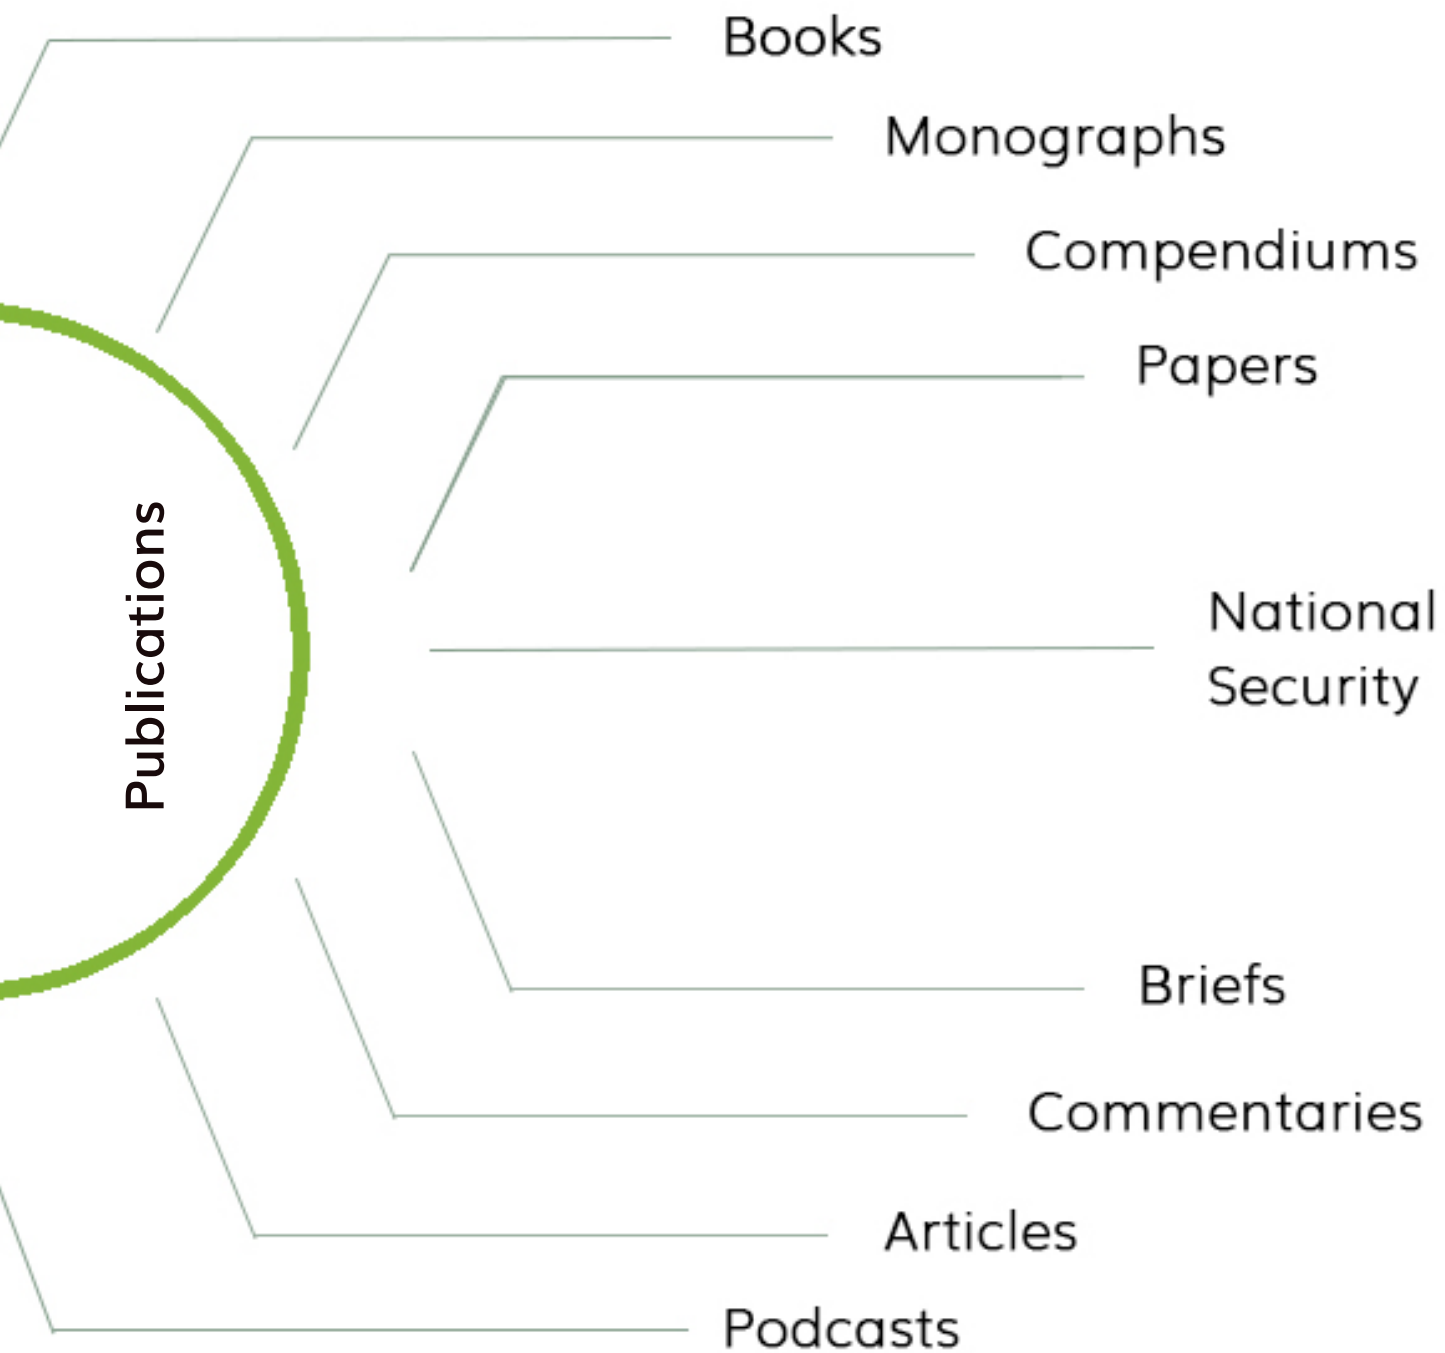 Books
Monographs
Compendiums
Papers
Publications
National
Security
Briefs
Commentaries
Articles
Podcasts